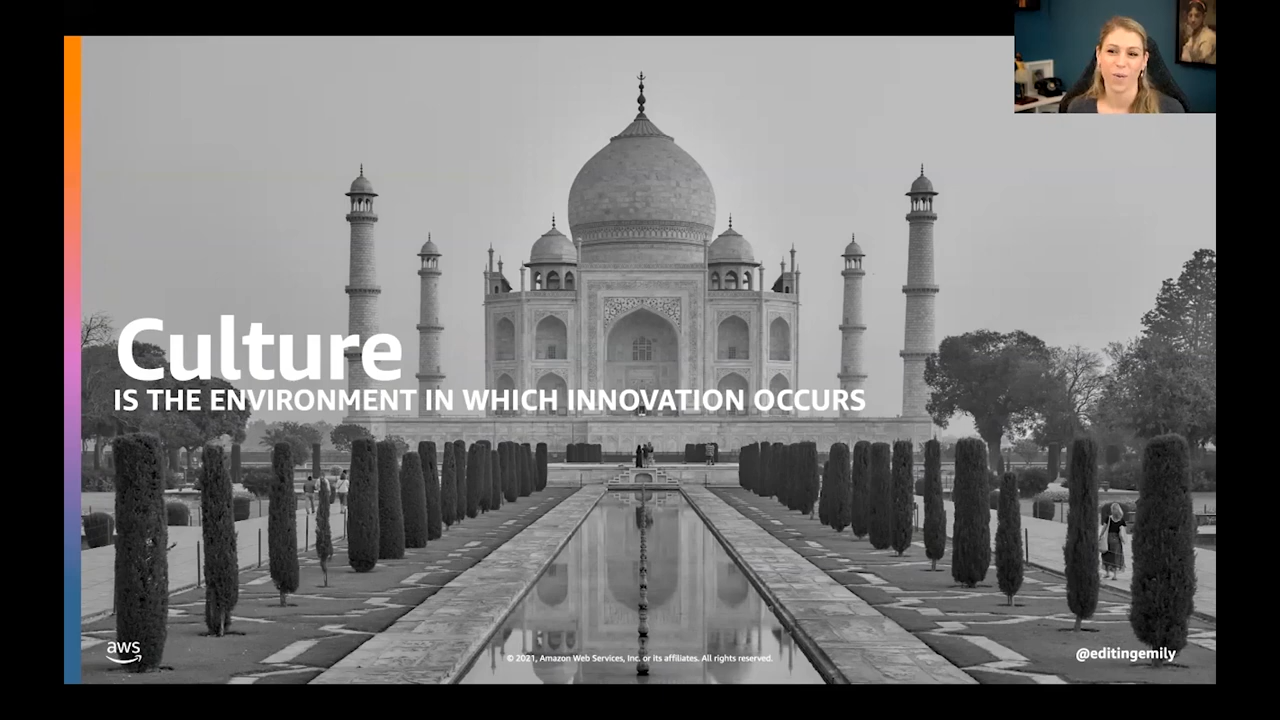 Culture
IS THE ENVIRONMENT IN WHICH INNOVATION OCCURS
aws
© 2021, Amazon Web Services, Inc. or its affiliates. All rights reserved.
@editingemily